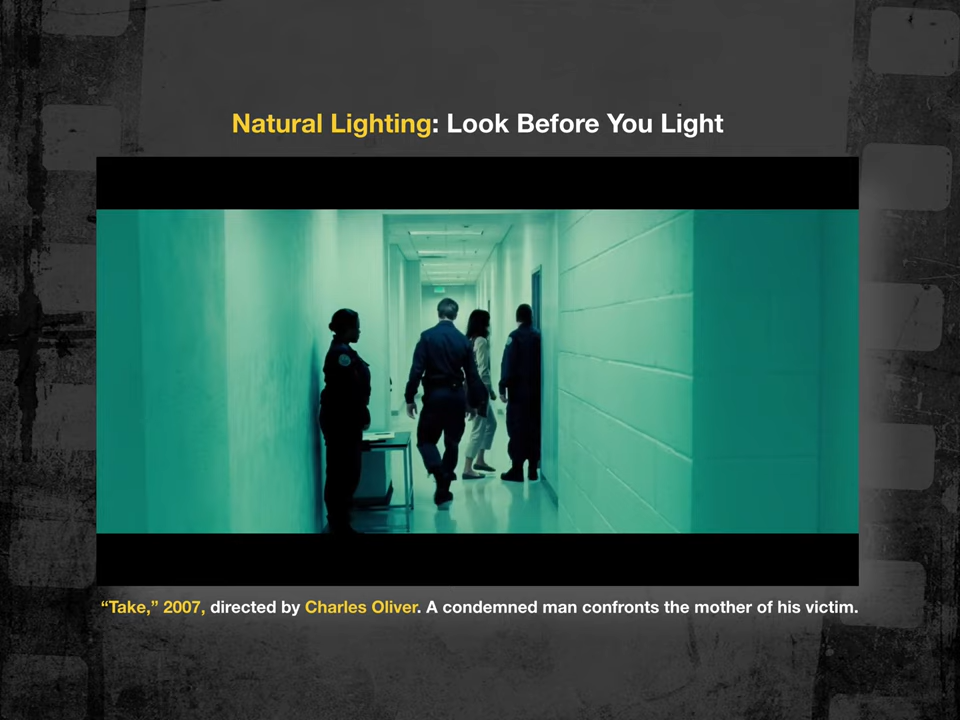 Natural Lighting: Look Before You Light
“Take,” 2007, directed by Charles Oliver. A condemned man confronts the mother of his victim.